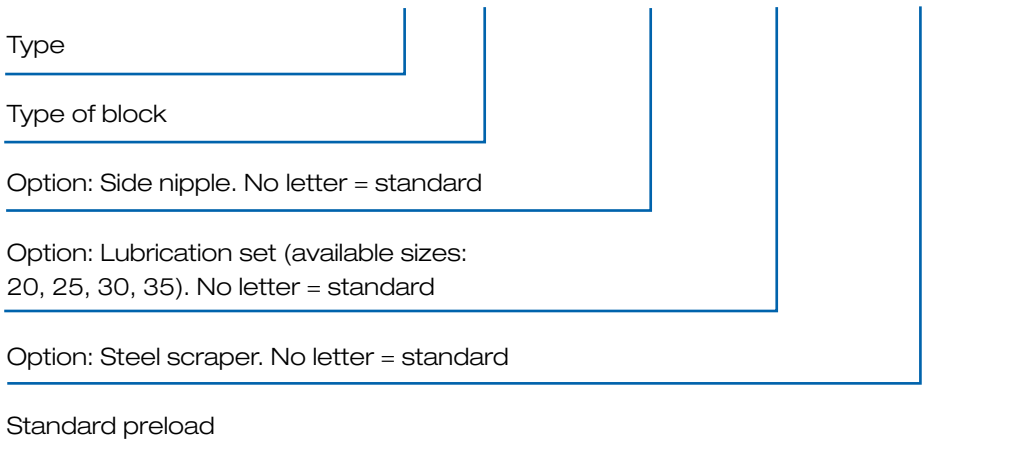 Type
Type of block
Option: Side nipple. No letter = standard
Option: Lubrication set (available sizes:
20, 25, 30, 35). No letter = standard
Option: Steel scraper. No letter = standard
Standard preload